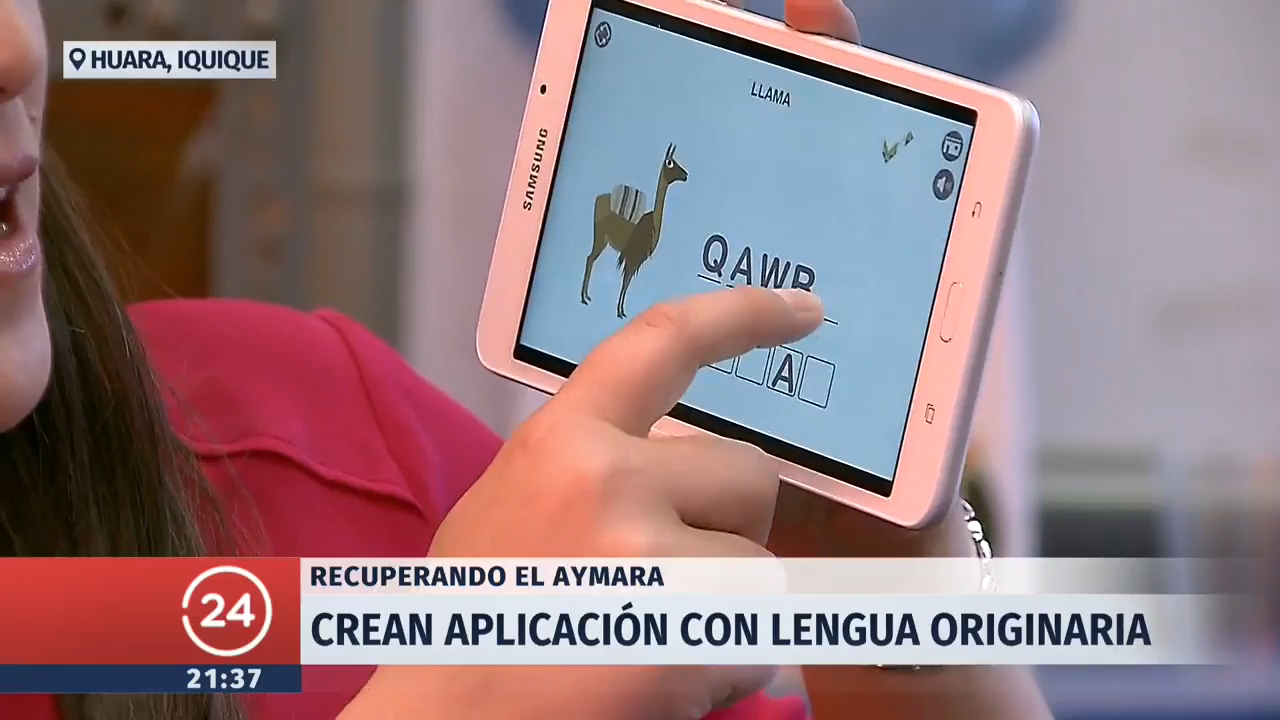 HUARA, IQUIQUE
LLAMA
SAMSUNG
QAWR
A
RECUPERANDO EL AYMARA
24
CREAN APLICACIÓN CON LENGUA ORIGINARIA
21:37